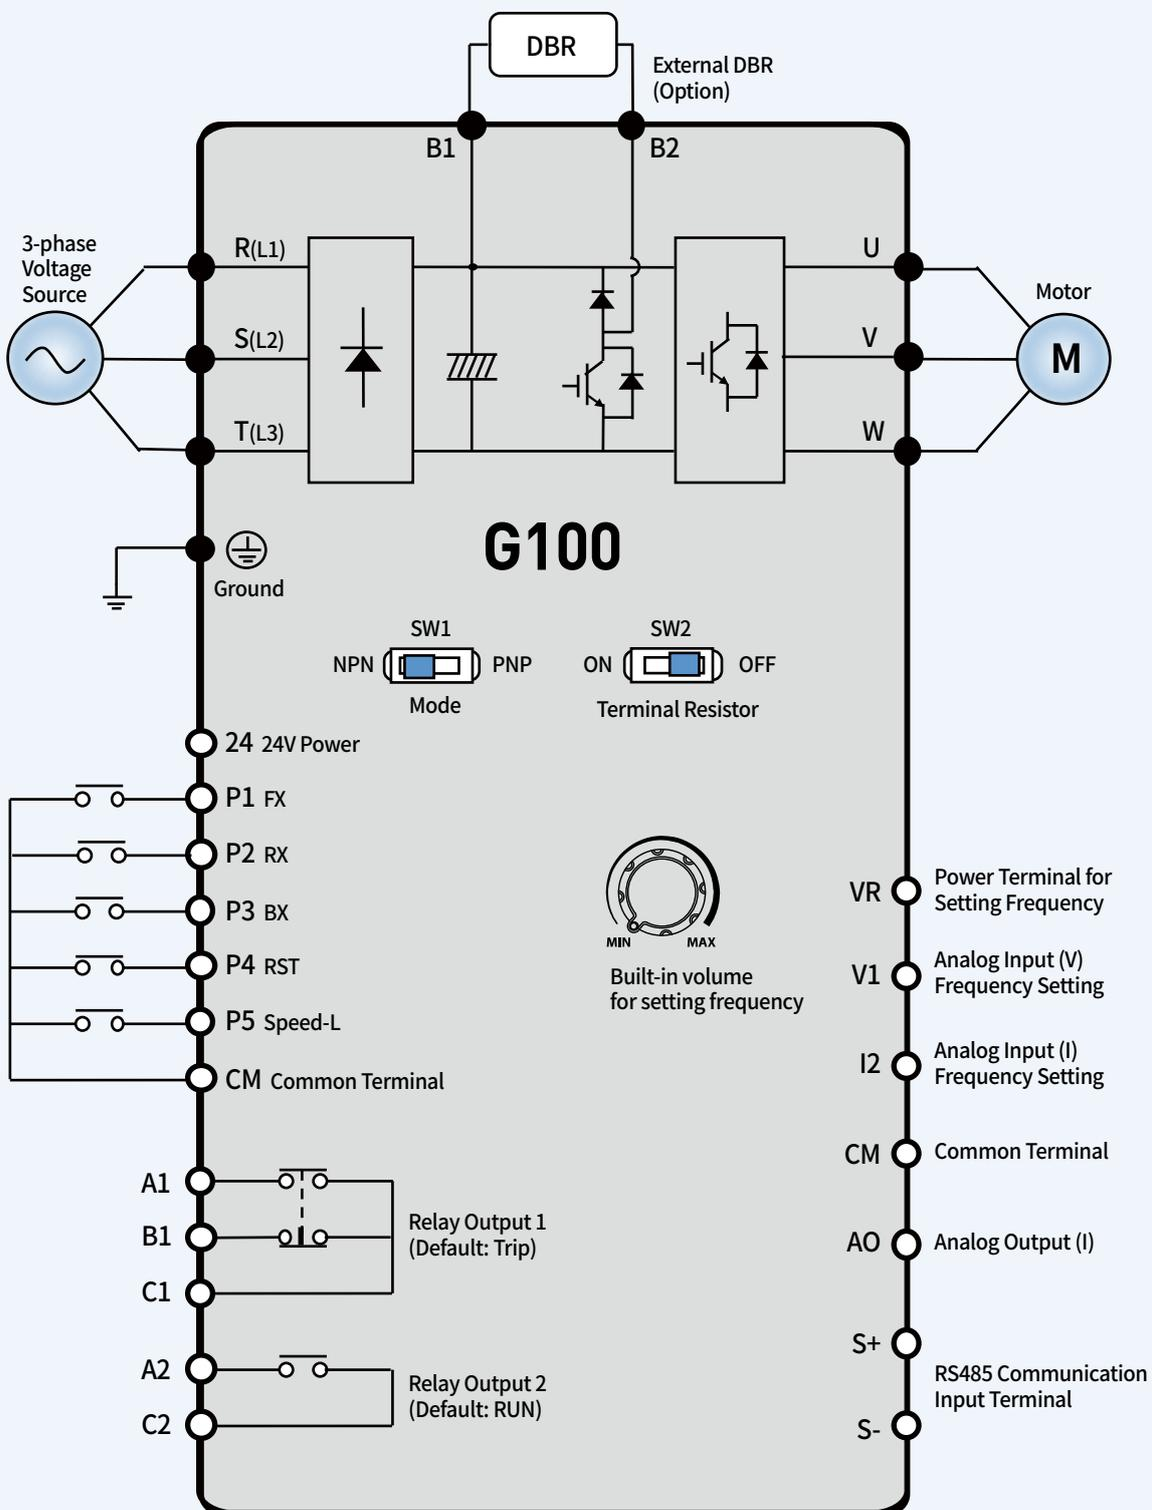 DBR
External DBR
(Option)
B1
B2
3-phase
Voltage
Source
R(L1)
S(L2)
T(L3)
U
V
W
Motor
M
G100
Ground
SW1
NPN
PNP
Mode
SW2
ON
OFF
Terminal Resistor
24 24V Power
P1 FX
P2 RX
P3 BX
P4 RST
P5 Speed-L
CM Common Terminal
MIN
MAX
Built-in volume
for setting frequency
VR
Power Terminal for
Setting Frequency
V1
Analog Input (V)
Frequency Setting
I2
Analog Input (I)
Frequency Setting
CM
Common Terminal
AO
Analog Output (I)
S+
S-
RS485 Communication
Input Terminal
A1
B1
C1
Relay Output 1
(Default: Trip)
A2
C2
Relay Output 2
(Default: RUN)